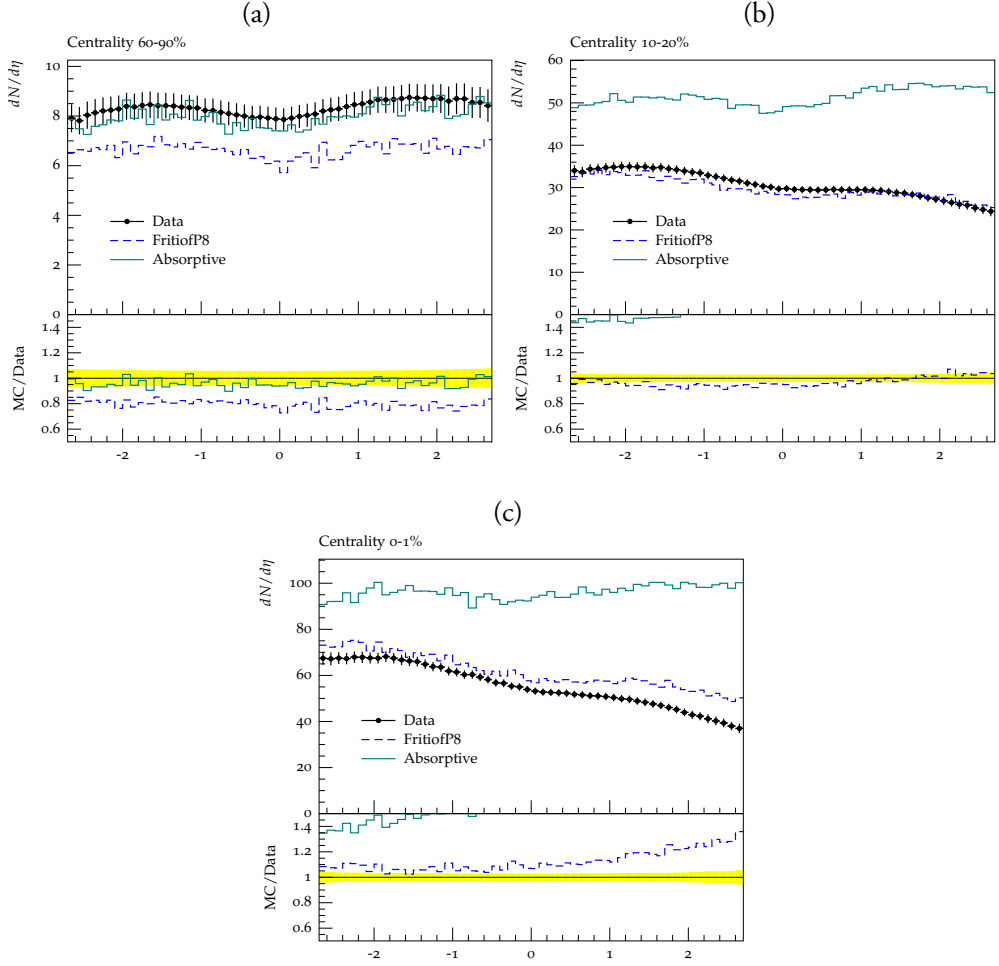 (a)
Centrality 60-90%
dN/dη
10
8
6
4
2
0
Data
FritiofP8
Absorptive
MC/Data
1.4
1.2
1
0.8
0.6
-2 -1 0 1 2
(b)
Centrality 10-20%
dN/dη
60
50
40
30
20
10
0
Data
FritiofP8
Absorptive
MC/Data
1.4
1.2
1
0.8
0.6
-2 -1 0 1 2
(c)
Centrality 0-1%
dN/dη
100
80
60
40
20
0
Data
FritiofP8
Absorptive
MC/Data
1.4
1.2
1
0.8
0.6
-2 -1 0 1 2